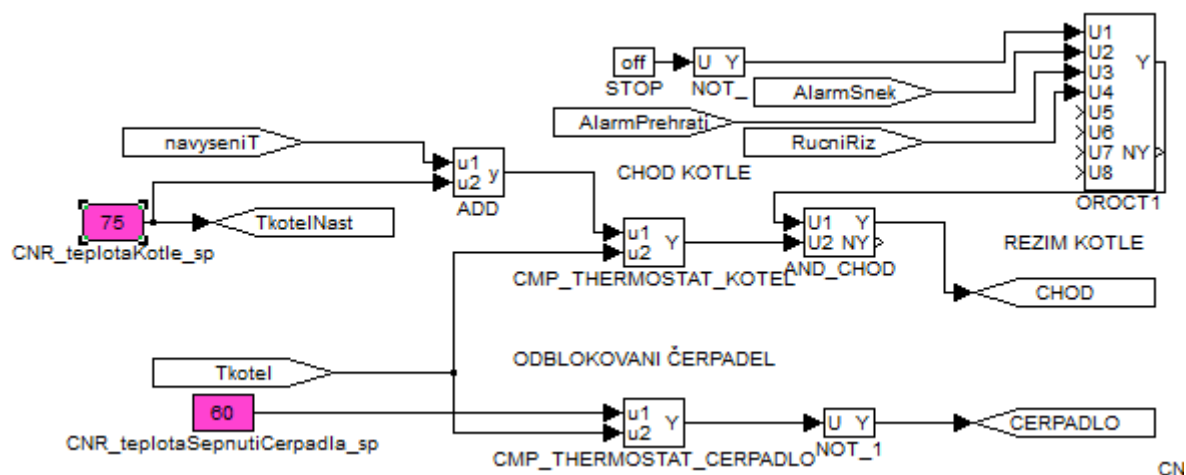 off
STOP
U Y
NOT_
AlarmSnek
AlarmPrehrati
RucniRiz
U1
U2
U3
U4
U5
U6
U7
U8
Y
NY
OROCT1
navyseniT
u1
u2
y
ADD
CHOD KOTLE
75
CNR_teplotaKotle_sp
TkotelNast
u1
u2
Y
CMP_THERMOSTAT_KOTEL
U1 Y
U2 NY
AND_CHOD
REZIM KOTLE
CHOD
ODBLOKOVANI ČERPADEL
Tkotel
60
CNR_teplotaSepnutiCerpadla_sp
u1
u2
Y
CMP_THERMOSTAT_CERPADLO
U Y
NOT_1
CERPADLO
CN